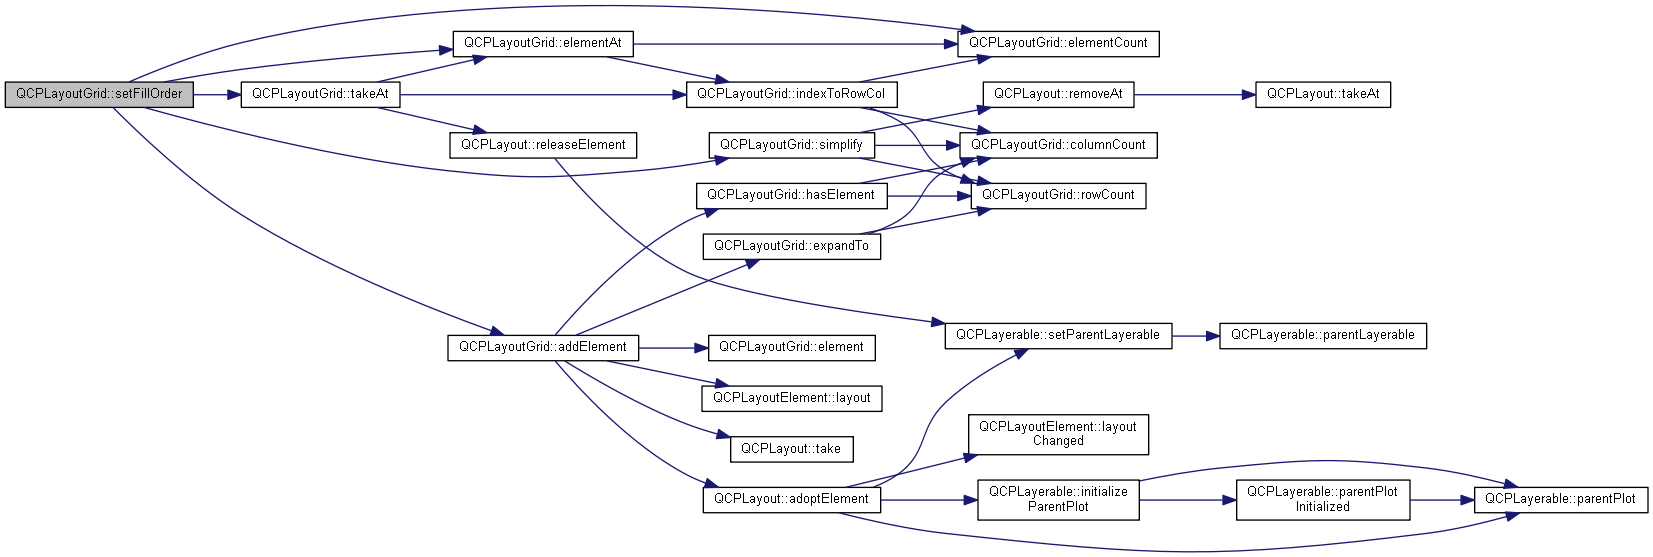 QCPLayoutGrid::setFillOrder
QCPLayoutGrid::elementAt
QCPLayoutGrid::elementCount
QCPLayoutGrid::takeAt
QCPLayoutGrid::indexToRowCol
QCPLayout::removeAt
QCPLayout::takeAt
QCPLayout::releaseElement
QCPLayoutGrid::simplify
QCPLayoutGrid::columnCount
QCPLayoutGrid::hasElement
QCPLayoutGrid::rowCount
QCPLayoutGrid::expandTo
QCPLayoutGrid::addElement
QCPLayoutGrid::element
QCPLayerable::setParentLayerable
QCPLayerable::parentLayerable
QCPLayoutElement::layout
QCPLayout::take
QCPLayoutElement::layout
Changed
QCPLayout::adoptElement
QCPLayerable::initialize
ParentPlot
QCPLayerable::parentPlot
Initialized
QCPLayerable::parentPlot